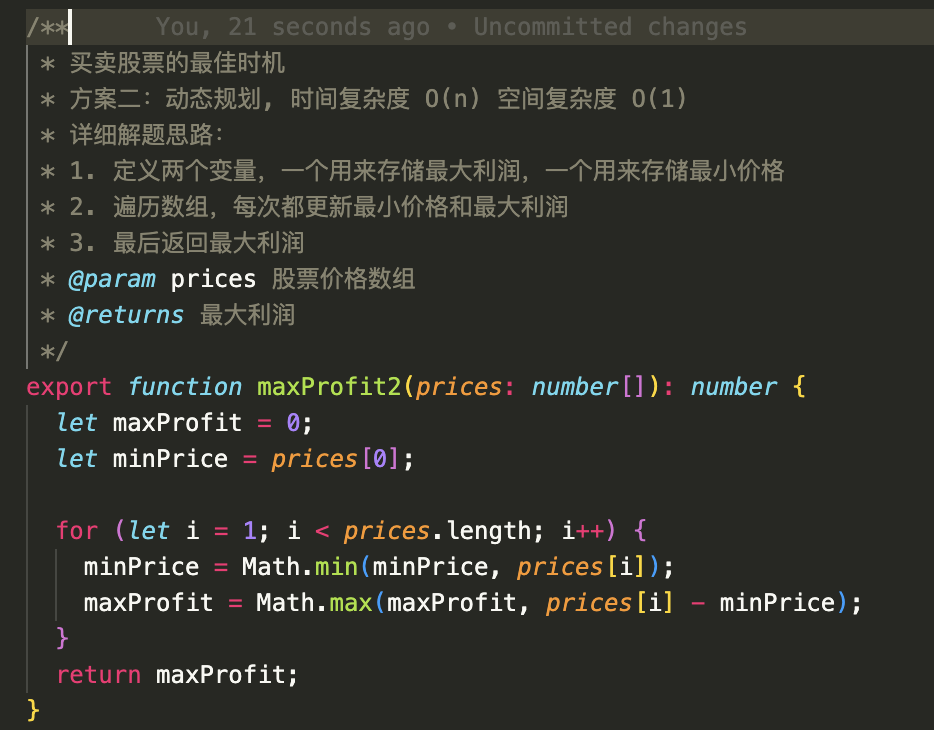 /** You, 21 seconds ago • Uncommitted changes
 * 买卖股票的最佳时机
 * 方案二: 动态规划, 时间复杂度 O(n) 空间复杂度 O(1)
 * 详细解题思路:
 * 1. 定义两个变量, 一个用来存储最大利润, 一个用来存储最小价格
 * 2. 遍历数组, 每次都更新最小价格和最大利润
 * 3. 最后返回最大利润
 * @param prices 股票价格数组
 * @returns 最大利润
 */
export function maxProfit2(prices: number[]): number {
  let maxProfit = 0;
  let minPrice = prices[0];

  for (let i = 1; i < prices.length; i++) {
    minPrice = Math.min(minPrice, prices[i]);
    maxProfit = Math.max(maxProfit, prices[i] - minPrice);
  }
  return maxProfit;
}